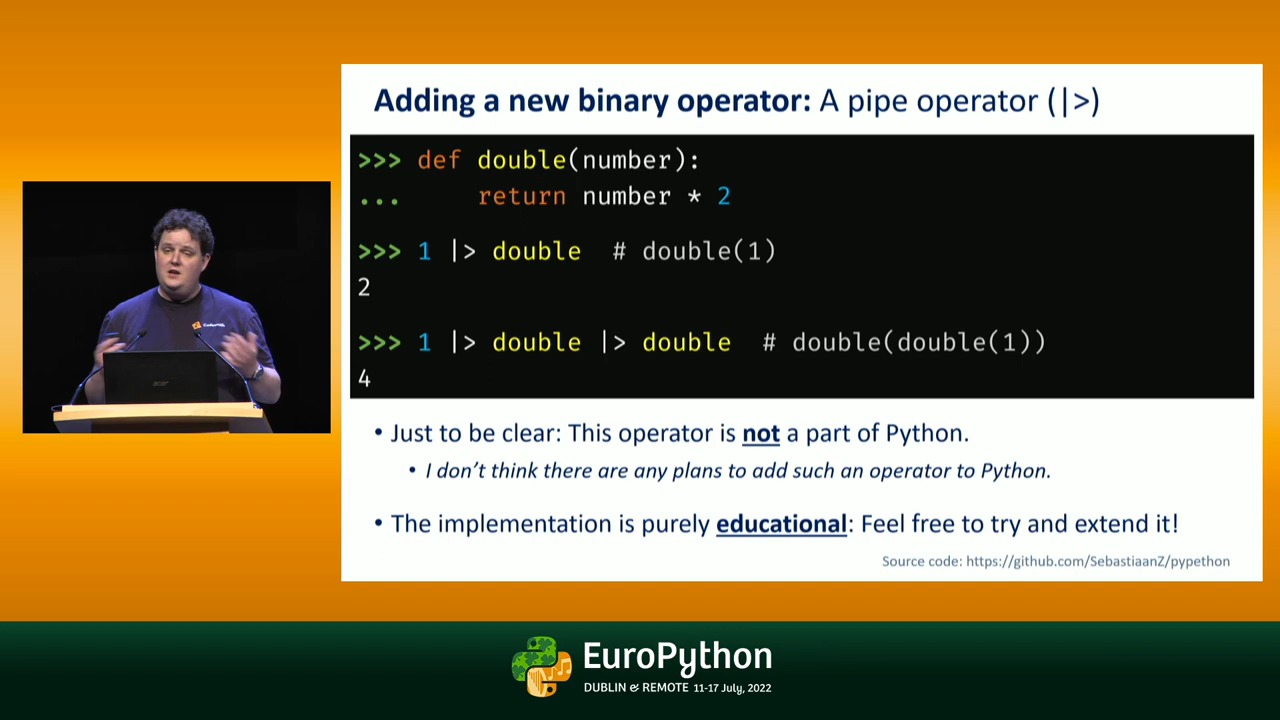 Adding a new binary operator: A pipe operator (|>)
>>> def double(number):
... return number * 2
>>> 1 |> double # double(1)
2
>>> 1 |> double |> double # double(double(1))
4
• Just to be clear: This operator is not a part of Python.
• I don't think there are any plans to add such an operator to Python.
• The implementation is purely educational: Feel free to try and extend it!
Source code: https://github.com/SebastiaanZ/pypethon
acer
EuroPython
DUBLIN & REMOTE 11-17 July, 2022